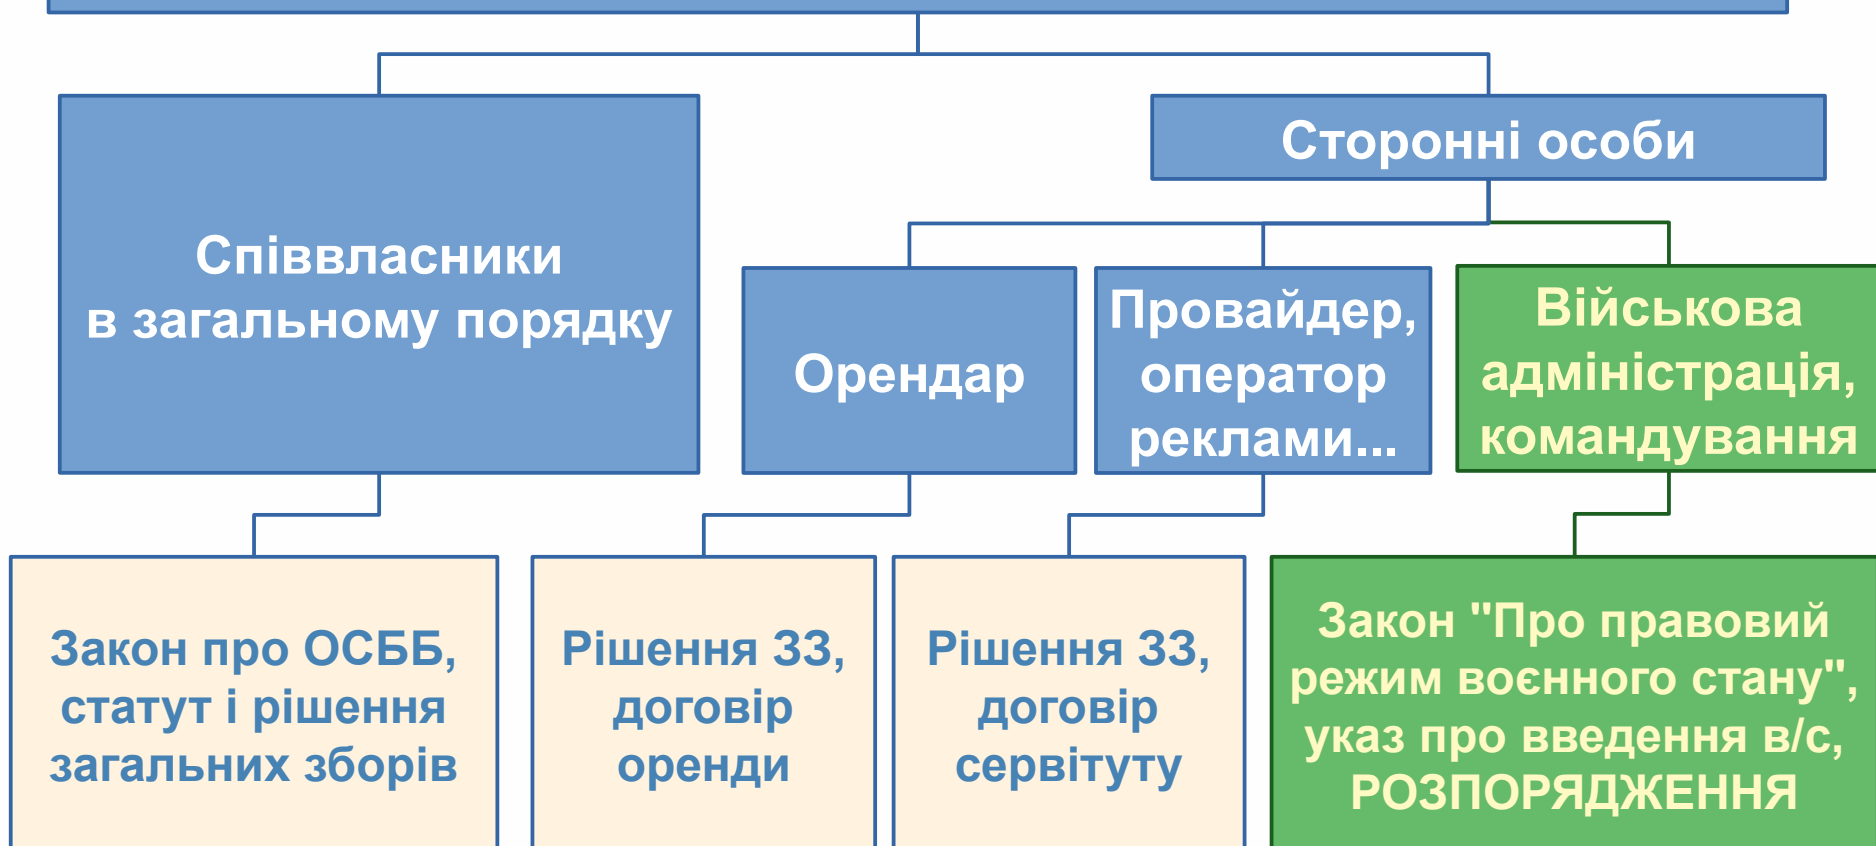 Сторонні особи
Співвласники
в загальному порядку
Орендар
Провайдер,
оператор
реклами...
Військова
адміністрація,
командування
Закон про ОСББ,
статут і рішення
загальних зборів
Рішення ЗЗ,
договір
оренди
Рішення ЗЗ,
договір
сервітуту
Закон "Про правовий
режим воєнного стану",
указ про введення в/с,
РОЗПОРЯДЖЕННЯ